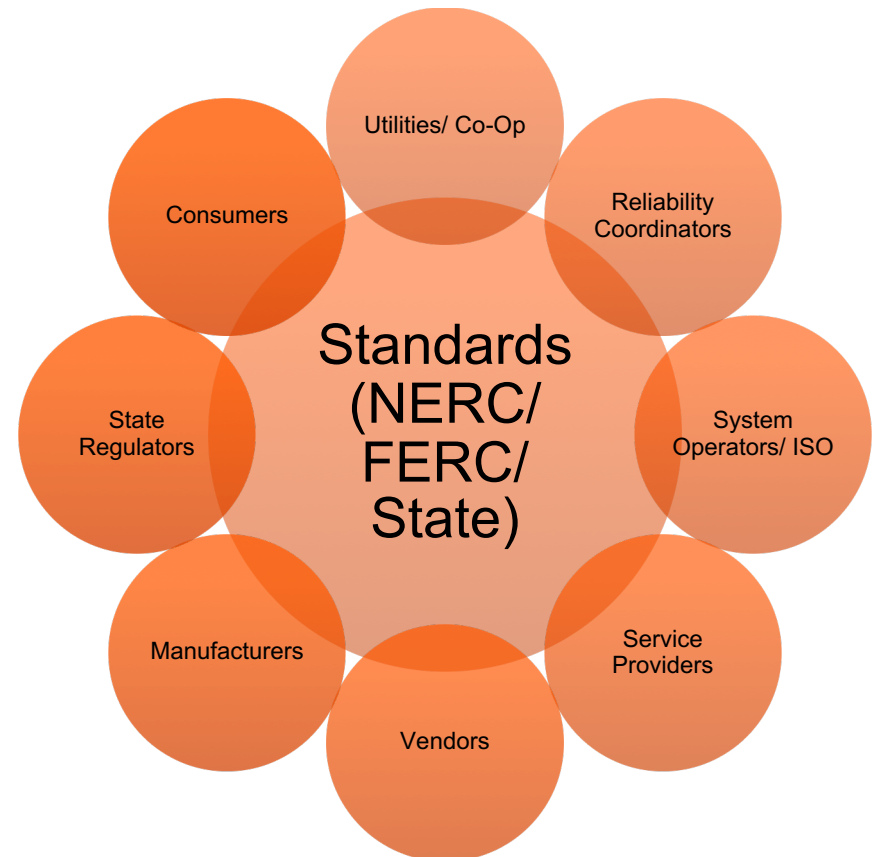 Utilities/ Co-Op
Consumers
Reliability
Coordinators
Standards
(NERC/
FERC/
State)
State
Regulators
System
Operators/ ISO
Manufacturers
Service
Providers
Vendors